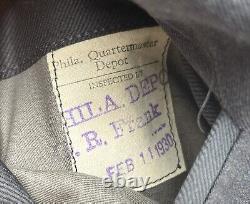 Phila. Quartermaster
Depot
INSPECTED BY
HILA. DEPO
. R. Frank
FEB 11 1930